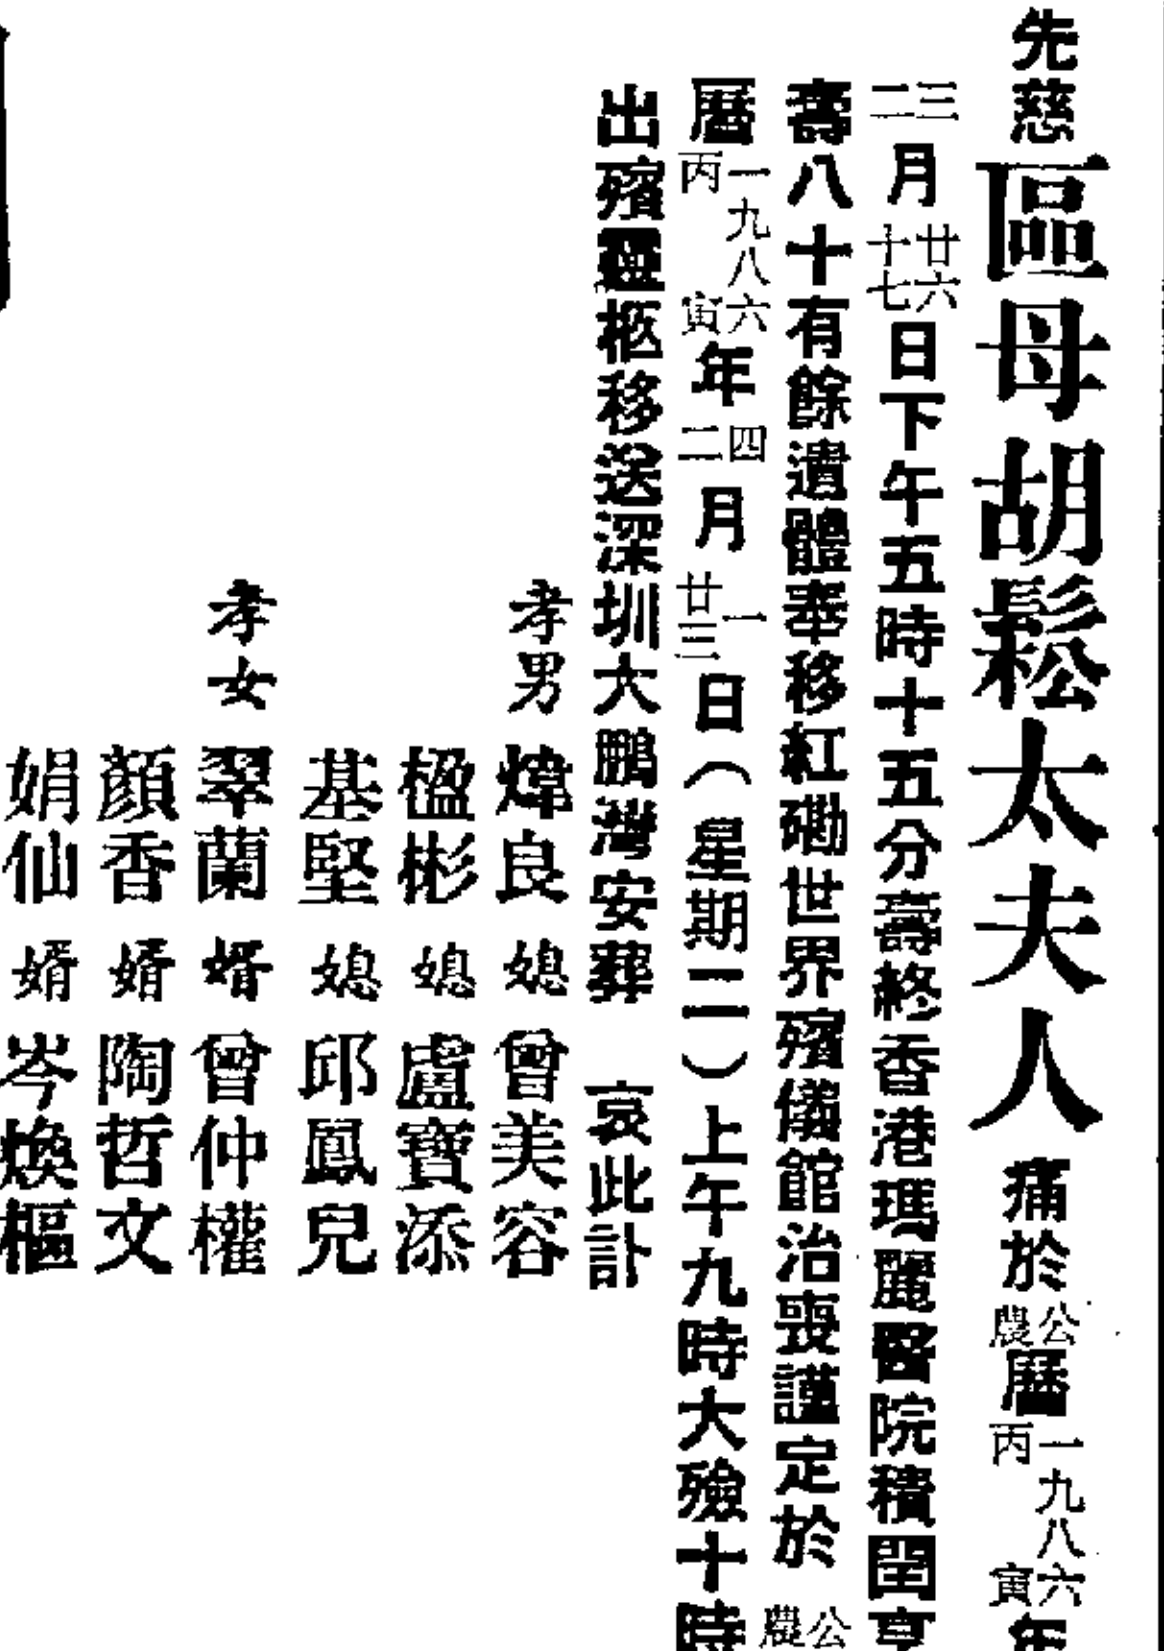 先慈區母胡鬆太夫人痛於公農曆一九八六丙寅年
三二月廿六十七日下午五時十五分壽終香港瑪麗醫院積閏享
壽八十有餘遺體奉移紅磡世界殯儀館治喪謹定於公農
曆一九八六丙寅年四二月一廿三日（星期二）上午九時大殮十時
出殯靈柩移送深圳大鵬灣安葬 哀此訃
孝男 煒良 媳 曾美容
楹彬 媳 盧寶添
基堅 媳 邱鳳兒
孝女 翠蘭 婿 曾仲權
顏香 婿 陶哲文
娟仙 婿 岑煥樞